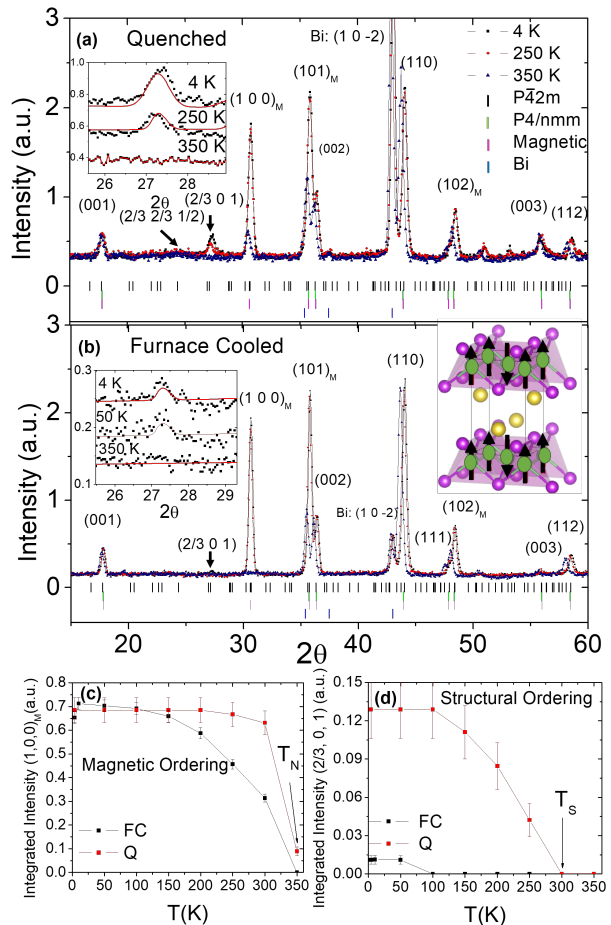 (a) Quenched
Bi: (1 0 -2)
4 K
250 K
350 K
P4̅2m
P4/nmm
Magnetic
Bi
1.0
0.8
0.6
0.4
4 K
250 K
350 K
26 27 28
2θ
(1 0 0)M
(101)M
(002)
(110)
(001)
(2/3 2/3 1/2)
(2/3 0 1)
(102)M
(003)
(112)
Intensity (a.u.)
3
2
1
0
(b) Furnace Cooled
0.3
0.2
0.1
4 K
50 K
350 K
26 27 28 29
2θ
(1 0 0)M
(101)M
(002)
(110)
Bi: (1 0 -2)
(001)
(2/3 0 1)
(111)
(102)M
(003)
(112)
Intensity (a.u.)
3
2
1
0
20 30 40 50 60
2θ
(c)
Magnetic Ordering
TN
FC
Q
Integrated Intensity (1,0,0)M(a.u.)
0.8
0.7
0.6
0.5
0.4
0.3
0.2
0.1
0.0
0 50 100 150 200 250 300 350
T(K)
(d) Structural Ordering
TS
FC
Q
Integrated Intensity (2/3, 0, 1) (a.u.)
0.15
0.12
0.09
0.06
0.03
0.00
0 50 100 150 200 250 300 350
T(K)